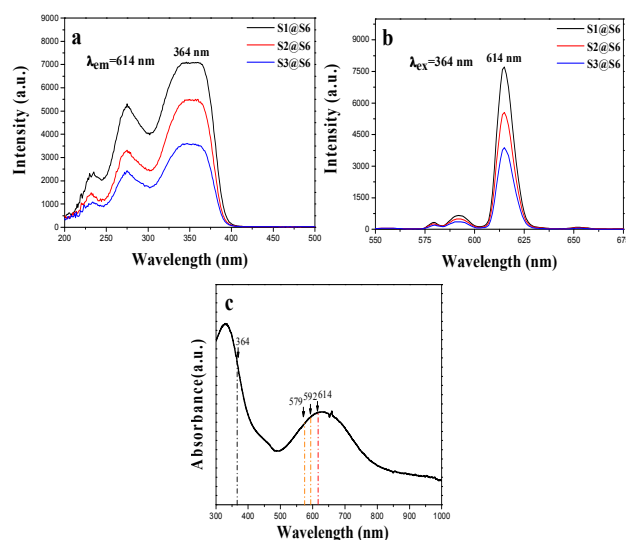 a
λem=614 nm
364 nm
S1@S6
S2@S6
S3@S6
Intensity (a.u.)
8000
7000
6000
5000
4000
3000
2000
1000
0
200 250 300 350 400 450 500
Wavelength (nm)
b
λex=364 nm
614 nm
S1@S6
S2@S6
S3@S6
Intensity (a.u.)
9000
7500
6000
4500
3000
1500
0
550 575 600 625 650 675
Wavelength (nm)
c
364
579 592 614
Absorbance(a.u.)
300 400 500 600 700 800 900 1000
Wavelength (nm)